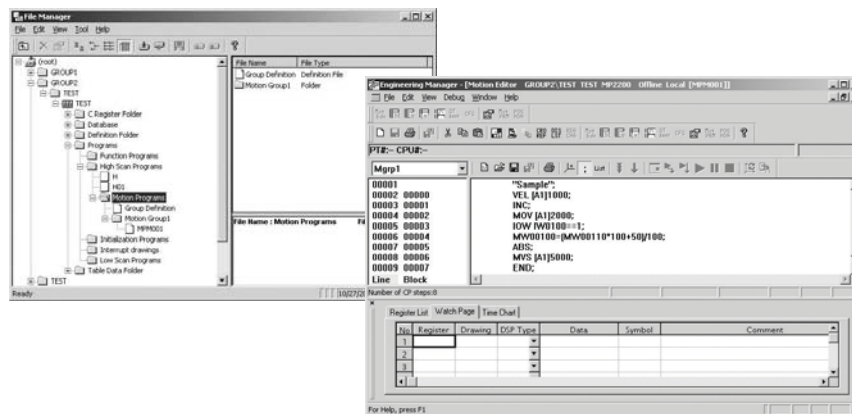 File Manager
File Edit View Tool Help
(root)
GROUP1
GROUP2
TEST
TEST
C Register Folder
Database
Definition Folder
Programs
Function Programs
High Scan Programs
H
H01
Motion Programs
Group Definition
Motion Group1
MPM001
Initialization Programs
Interrupt drawings
Low Scan Programs
Table Data Folder
TEST
File Name File Type
Group Definition Definition File
Motion Group1 Folder
File Name : Motion Programs
Ready
10/27/20
Engineering Manager - [Motion Editor GROUP2\TEST TEST MP2200 Offline Local [MPM001]]
File Edit View Debug Window Help
PT#:- CPU#:-
Mgrp1
List
00001 "Sample";
00002 00000 VEL [A1]1000;
00003 00001 INC;
00004 00002 MOV [A1]2000;
00005 00003 IOW IW0100==1;
00006 00004 MW00100=(MW00110*100+50)/100;
00007 00005 ABS;
00008 00006 MVS [A1]5000;
00009 00007 END;
Line Block
Number of CP steps:8
Register List Watch Page Time Chart
No Register Drawing DSP Type Data Symbol Comment
1
2
3
For Help, press F1